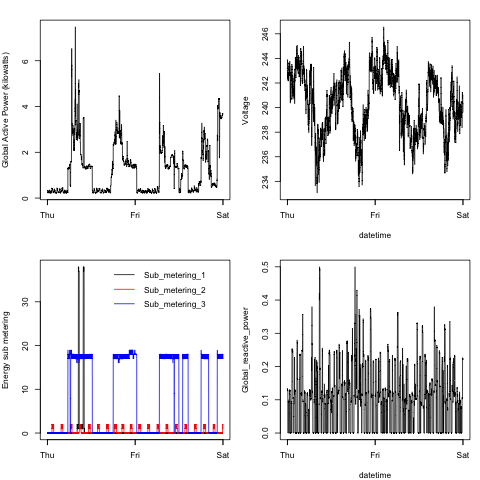 Global Active Power (kilowatts)
0 2 4 6
Thu Fri Sat
Voltage
234 236 238 240 242 244 246
Thu Fri Sat
datetime
Energy sub metering
0 10 20 30
Sub_metering_1
Sub_metering_2
Sub_metering_3
Thu Fri Sat
Global_reactive_power
0.0 0.1 0.2 0.3 0.4 0.5
Thu Fri Sat
datetime